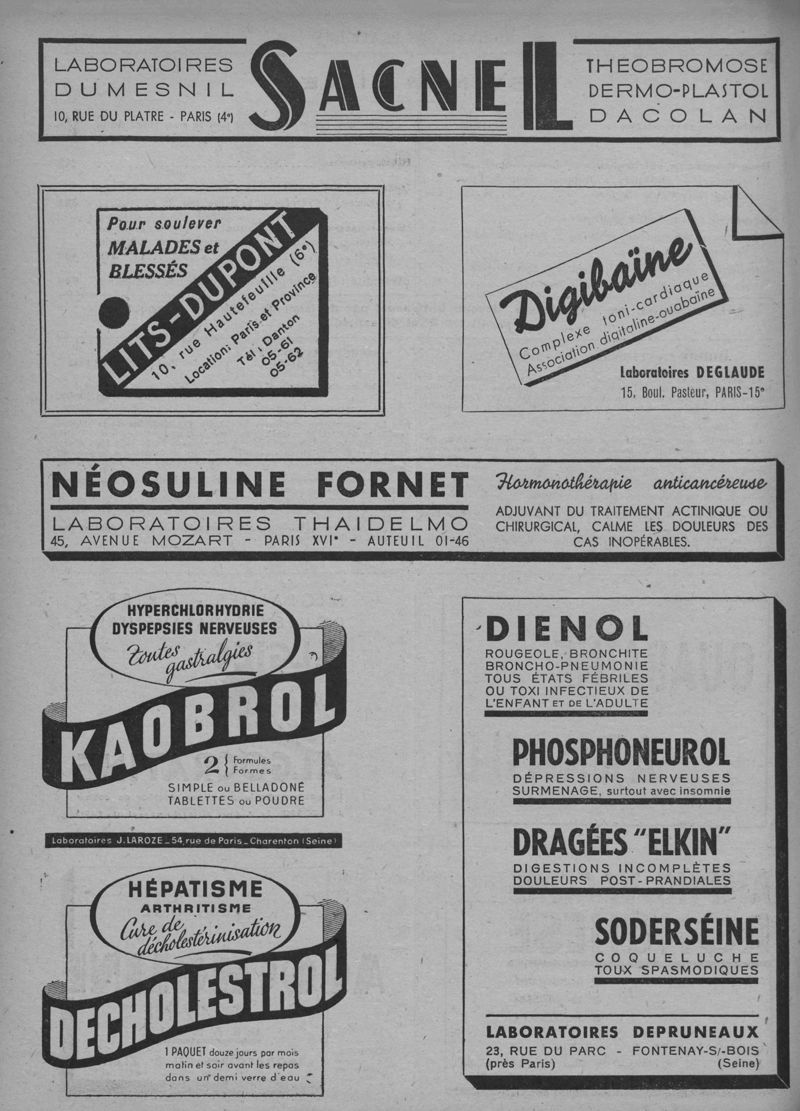 LABORATOIRES
DUMESNIL
10, RUE DU PLATRE - PARIS (4e)
SACNEL
THEOBROMOSE
DERMO-PLASTOL
DACOLAN
Pour soulever
MALADES et
BLESSÉS
LITS-DUPONT
10, rue Hautefeuille (6e)
Location: Paris et Province
Tél : Danton
05-61
05-62
Digibaïne
Complexe toni-cardiaque
Association digitaline-ouabaïne
Laboratoires DEGLAUDE
15, Boul. Pasteur, PARIS-15e
NÉOSULINE FORNET
LABORATOIRES THAIDELMO
45, AVENUE MOZART - PARIS XVIe - AUTEUIL 01-46
Hormonothérapie anticancéreuse
ADJUVANT DU TRAITEMENT ACTINIQUE OU
CHIRURGICAL, CALME LES DOULEURS DES
CAS INOPÉRABLES.
HYPERCHLORHYDRIE
DYSPEPSIES NERVEUSES
Toutes
gastralgies
KAOBROL
2 { Formules
Formes
SIMPLE ou BELLADONÉ
TABLETTES ou POUDRE
Laboratoires J. LAROZE _ 54, rue de Paris _ Charenton (Seine)
HÉPATISME
ARTHRITISME
Cure de
décholestérinisation
DECHOLESTROL
1 PAQUET douze jours par mois
matin et soir avant les repas
dans un demi verre d'eau
DIENOL
ROUGEOLE, BRONCHITE
BRONCHO-PNEUMONIE
TOUS ÉTATS FÉBRILES
OU TOXI INFECTIEUX DE
L'ENFANT ET DE L'ADULTE
PHOSPHONEUROL
DÉPRESSIONS NERVEUSES
SURMENAGE, surtout avec insomnie
DRAGÉES "ELKIN"
DIGESTIONS INCOMPLÈTES
DOULEURS POST-PRANDIALES
SODERSÉINE
COQUELUCHE
TOUX SPASMODIQUES
LABORATOIRES DEPRUNEAUX
23, RUE DU PARC - FONTENAY-S/-BOIS
(près Paris) (Seine)